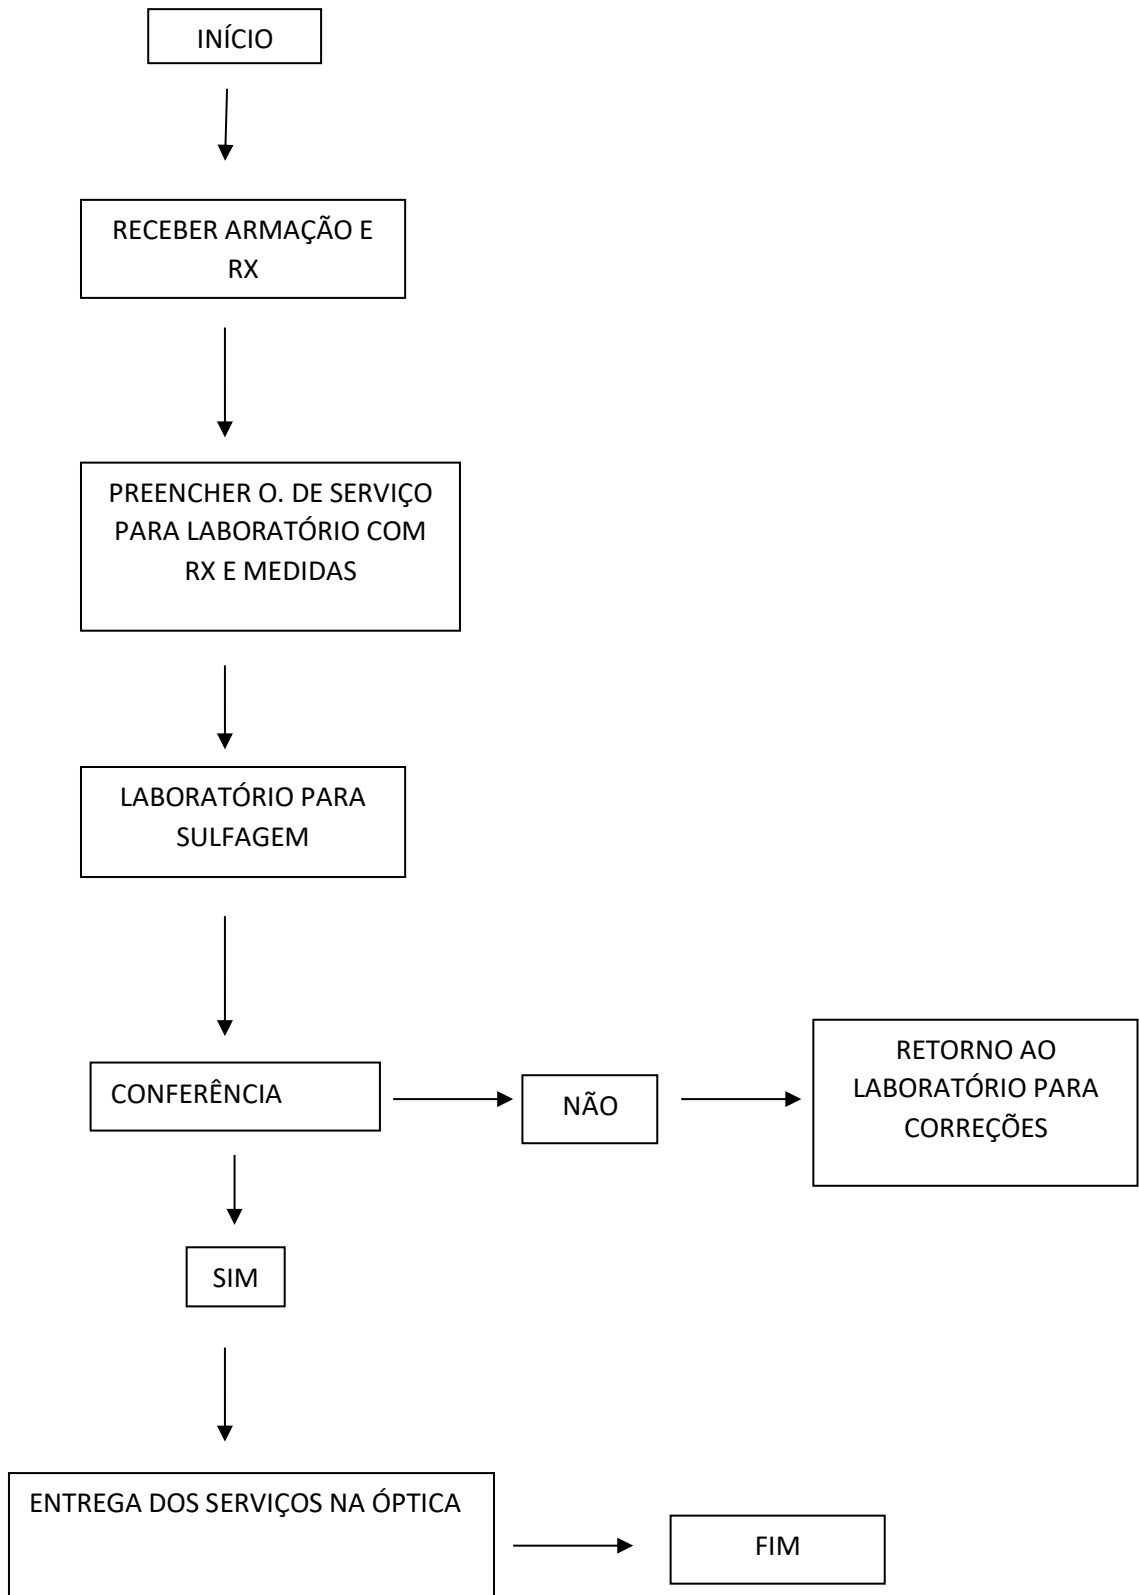 INÍCIO
RECEBER ARMAÇÃO E
RX
PREENCHER O. DE SERVIÇO
PARA LABORATÓRIO COM
RX E MEDIDAS
LABORATÓRIO PARA
SULFAGEM
CONFERÊNCIA
NÃO
RETORNO AO
LABORATÓRIO PARA
CORREÇÕES
SIM
ENTREGA DOS SERVIÇOS NA ÓPTICA
FIM